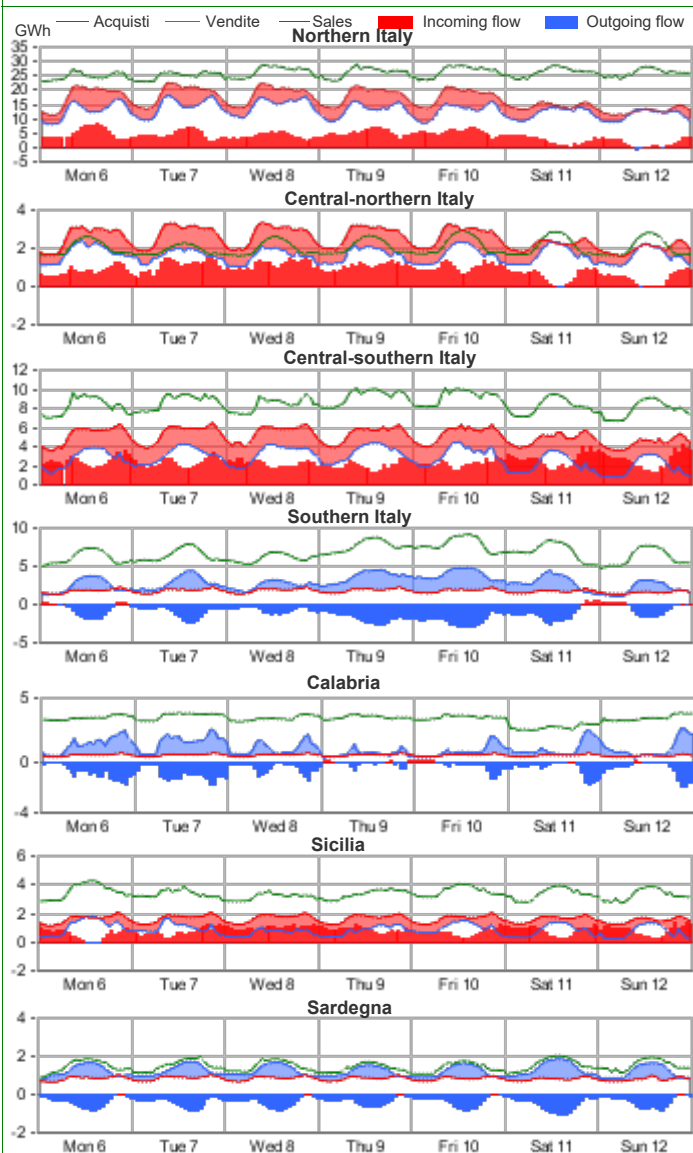 GWh Acquisti Vendite Sales Incoming flow Outgoing flow
Northern Italy
35
30
25
20
15
10
5
0
-5
Mon 6 Tue 7 Wed 8 Thu 9 Fri 10 Sat 11 Sun 12
Central-northern Italy
4
2
0
-2
Mon 6 Tue 7 Wed 8 Thu 9 Fri 10 Sat 11 Sun 12
Central-southern Italy
12
10
8
6
4
2
0
Mon 6 Tue 7 Wed 8 Thu 9 Fri 10 Sat 11 Sun 12
Southern Italy
10
5
0
-5
Mon 6 Tue 7 Wed 8 Thu 9 Fri 10 Sat 11 Sun 12
Calabria
5
0
-4
Mon 6 Tue 7 Wed 8 Thu 9 Fri 10 Sat 11 Sun 12
Sicilia
6
4
2
0
-2
Mon 6 Tue 7 Wed 8 Thu 9 Fri 10 Sat 11 Sun 12
Sardegna
4
2
0
-2
Mon 6 Tue 7 Wed 8 Thu 9 Fri 10 Sat 11 Sun 12